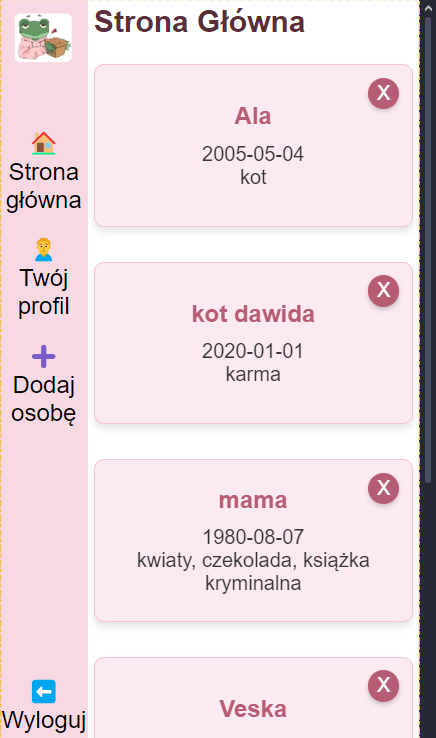 Strona Główna
Strona
główna
Twój
profil
Dodaj
osobę
Wyloguj
X
Ala
2005-05-04
kot
X
kot dawida
2020-01-01
karma
X
mama
1980-08-07
kwiaty, czekolada, książka
kryminalna
X
Veska